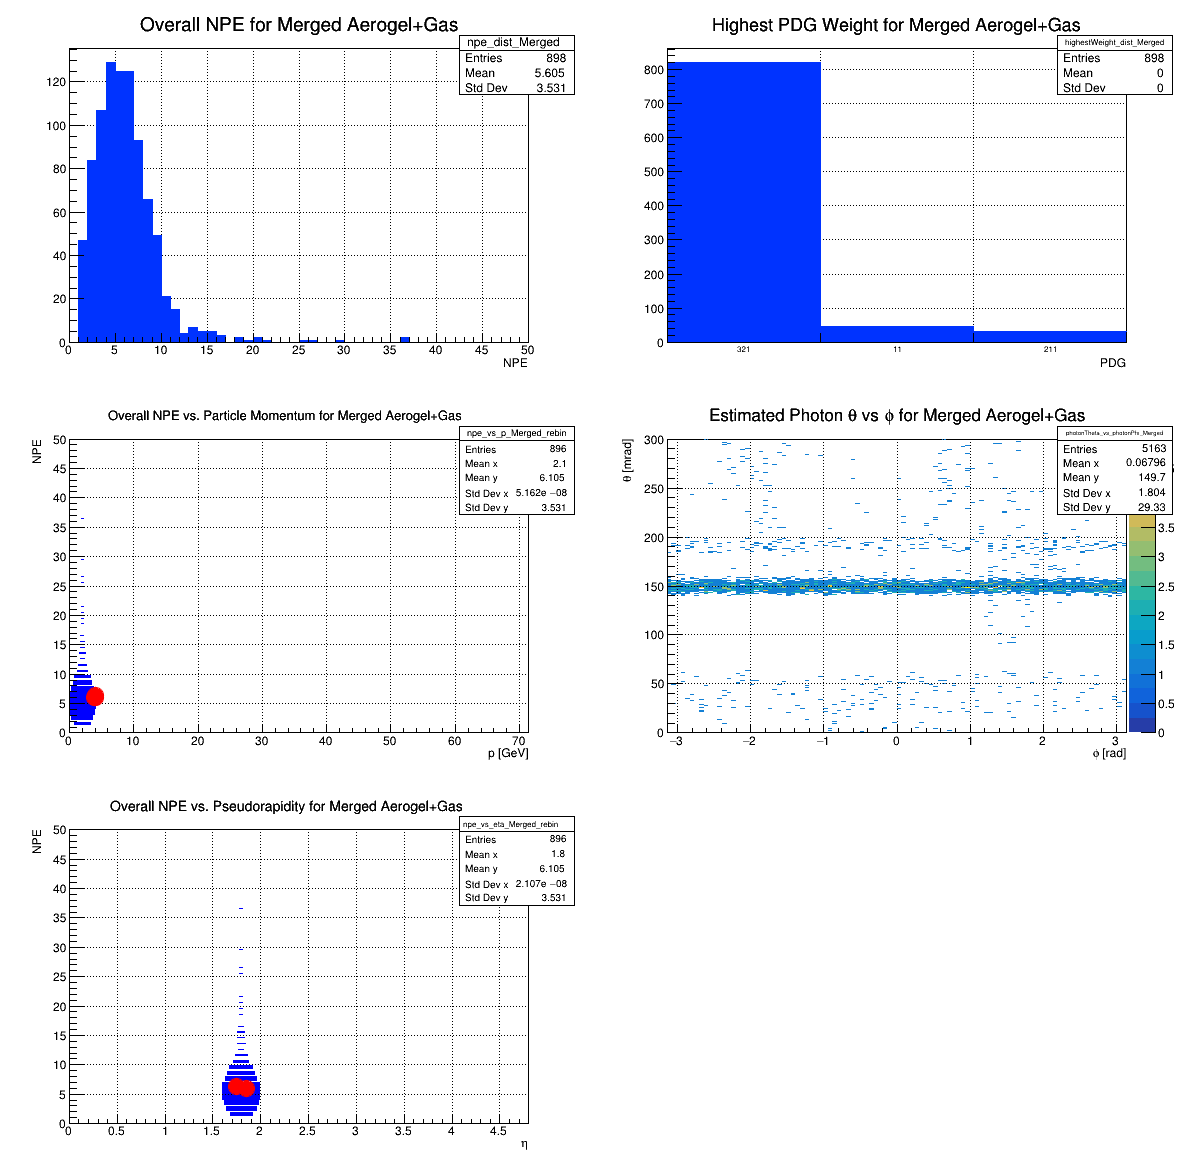 Overall NPE for Merged Aerogel+Gas
npe_dist_Merged
Entries 898
Mean 5.605
Std Dev 3.531
120
100
80
60
40
20
0
0 5 10 15 20 25 30 35 40 45 50
NPE
Highest PDG Weight for Merged Aerogel+Gas
highestWeight_dist_Merged
Entries 898
Mean 0
Std Dev 0
800
700
600
500
400
300
200
100
0
321 11 211
PDG
Overall NPE vs. Particle Momentum for Merged Aerogel+Gas
npe_vs_p_Merged_rebin
Entries 896
Mean x 2.1
Mean y 6.105
Std Dev x 5.162e −08
Std Dev y 3.531
NPE
50
45
40
35
30
25
20
15
10
5
0
0 10 20 30 40 50 60 70
p [GeV]
Estimated Photon θ vs ϕ for Merged Aerogel+Gas
photonTheta_vs_photonPhi_Merged
Entries 5163
Mean x 0.06796
Mean y 149.7
Std Dev x 1.804
Std Dev y 29.33
θ [mrad]
300
250
200
150
100
50
0
−3 −2 −1 0 1 2 3
ϕ [rad]
3.5
3
2.5
2
1.5
1
0.5
0
Overall NPE vs. Pseudorapidity for Merged Aerogel+Gas
npe_vs_eta_Merged_rebin
Entries 896
Mean x 1.8
Mean y 6.105
Std Dev x 2.107e −08
Std Dev y 3.531
NPE
50
45
40
35
30
25
20
15
10
5
0
0 0.5 1 1.5 2 2.5 3 3.5 4 4.5
η